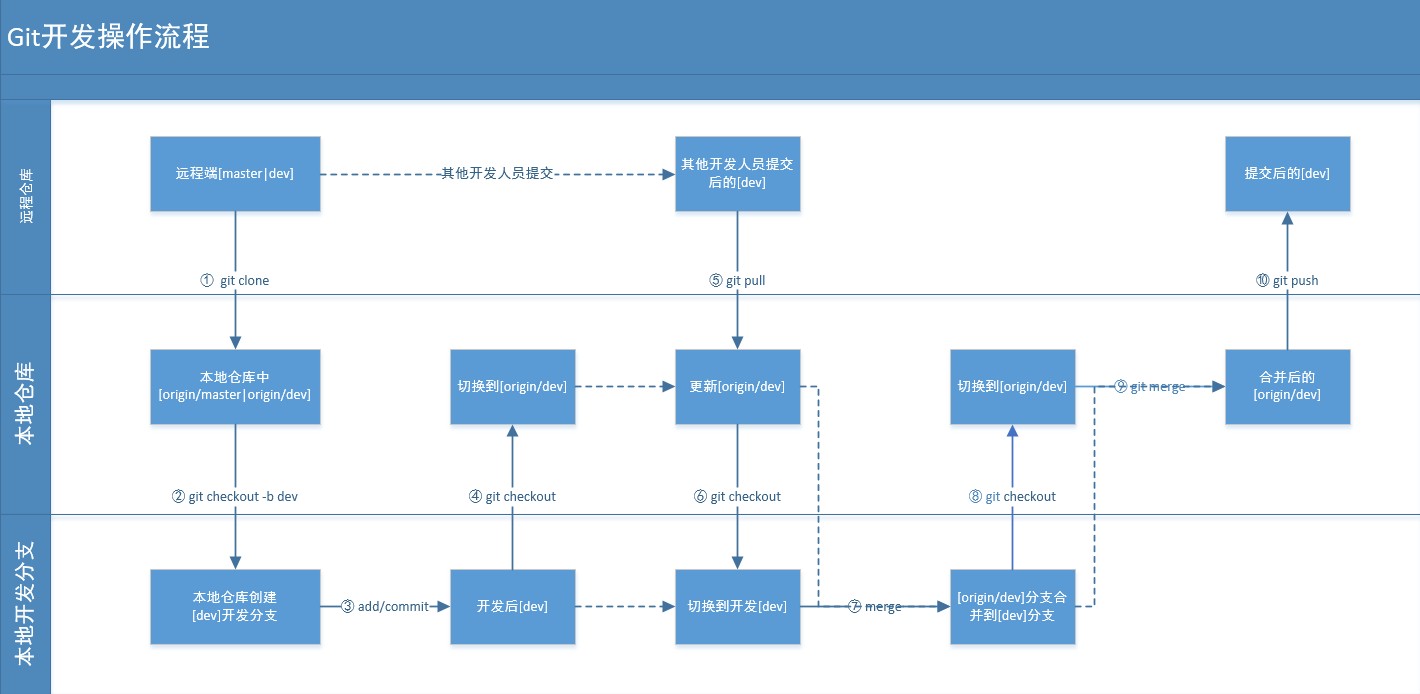 Git开发操作流程
远程仓库
远程端[master|dev]
其他开发人员提交
其他开发人员提交
后的[dev]
提交后的[dev]
① git clone
⑤ git pull
⑩ git push
本地仓库
本地仓库中
[origin/master|origin/dev]
切换到[origin/dev]
更新[origin/dev]
切换到[origin/dev]
⑨ git merge
合并后的
[origin/dev]
② git checkout -b dev
④ git checkout
⑥ git checkout
⑧ git checkout
本地开发分支
本地仓库创建
[dev]开发分支
③ add/commit
开发后[dev]
切换到开发[dev]
⑦ merge
[origin/dev]分支合
并到[dev]分支